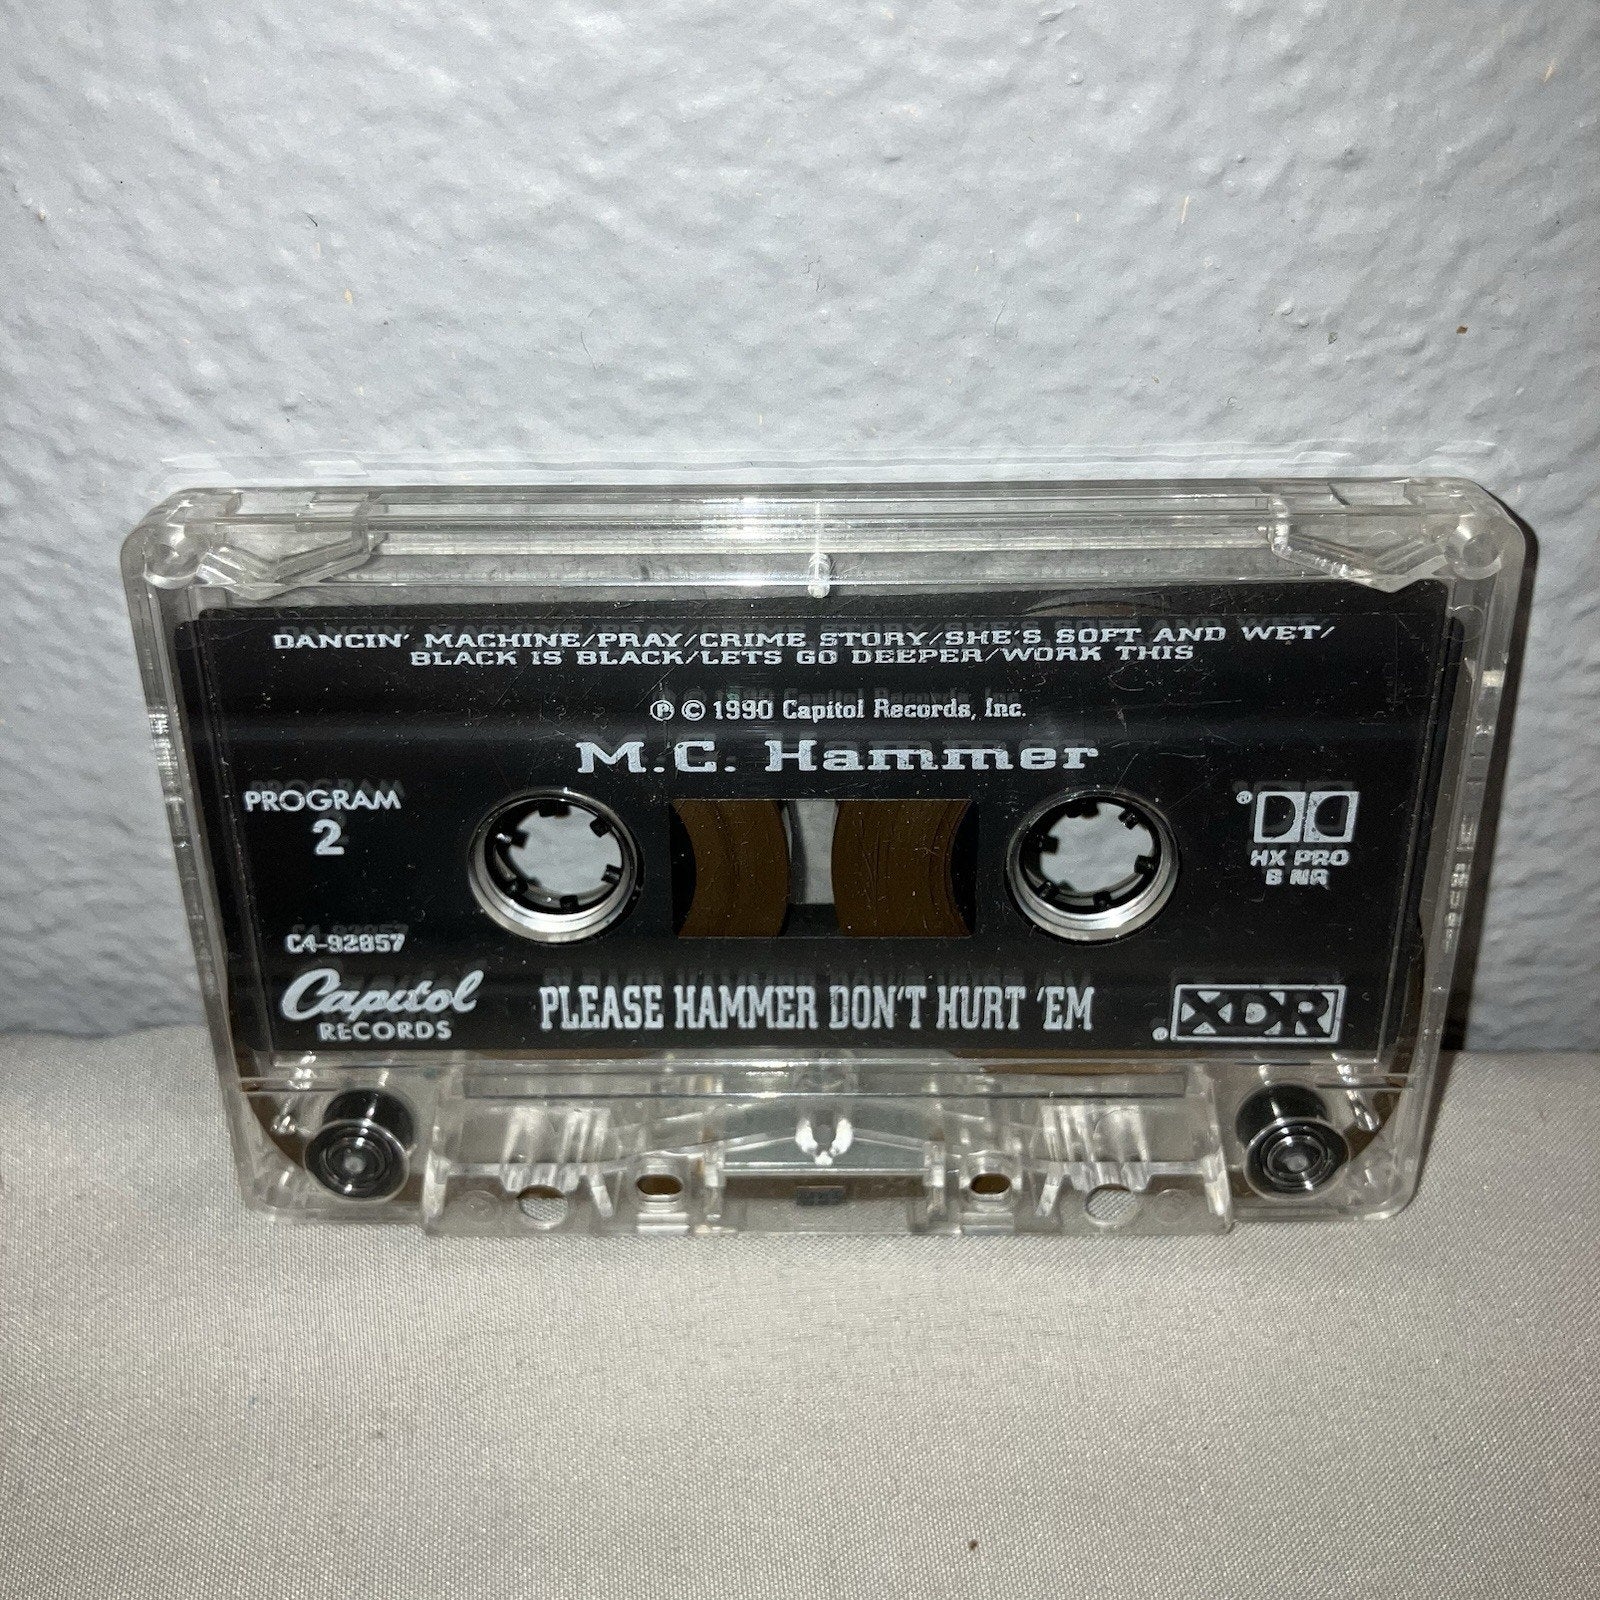 DANCIN' MACHINE/PRAY/CRIME STORY/SHE'S SOFT AND WET/
BLACK IS BLACK/LETS GO DEEPER/WORK THIS
℗ © 1990 Capitol Records, Inc.
M.C. Hammer
PROGRAM
2
HX PRO
B NR
C4-92857
Capitol
RECORDS
PLEASE HAMMER DON'T HURT 'EM
XDR